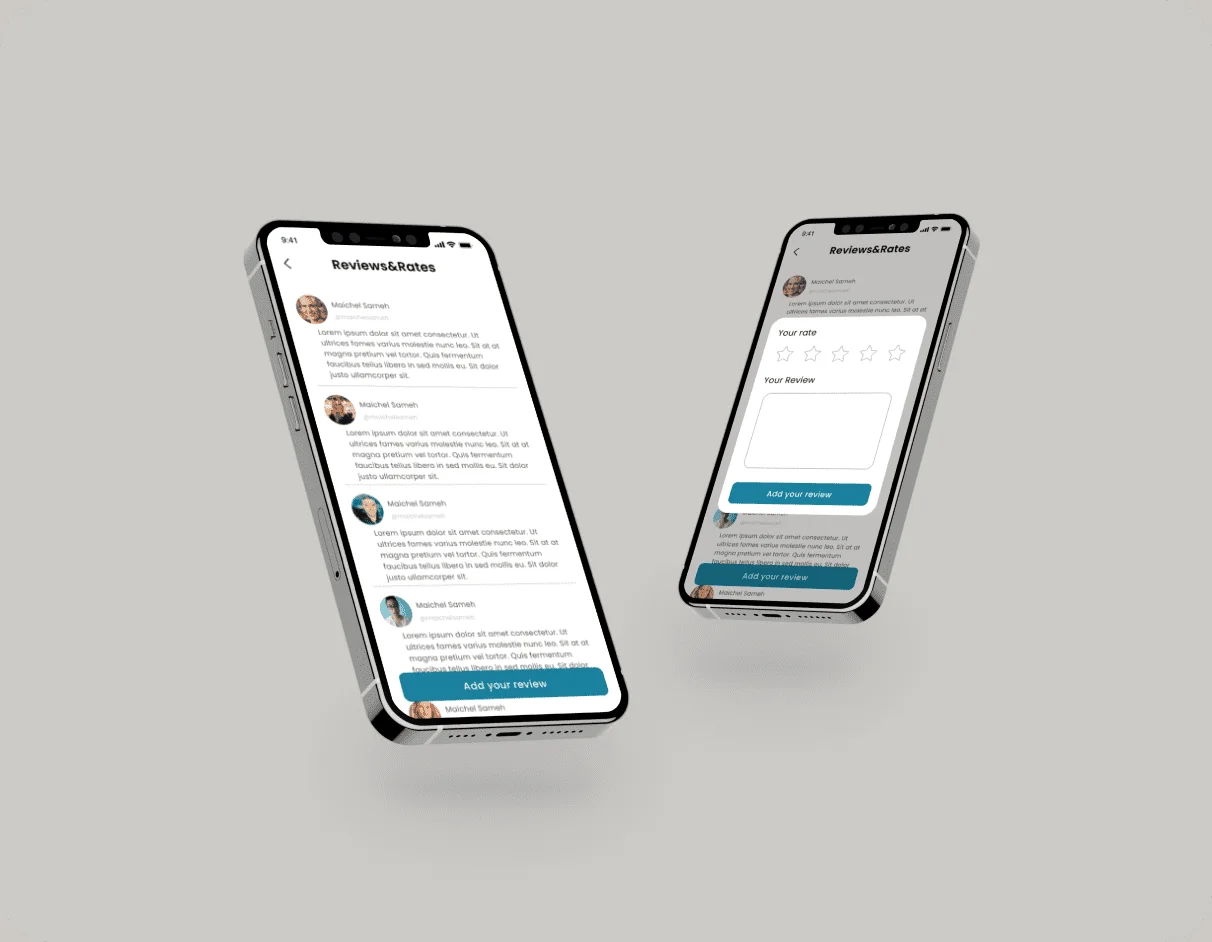 9:41
Reviews&Rates
Maichel Sameh
@maichelsameh
Lorem ipsum dolor sit amet consectetur. Ut
ultrices fames varius molestie nunc leo. Sit at at
magna pretium vel tortor. Quis fermentum
faucibus tellus libero in sed mollis eu. Sit dolor
justo ullamcorper sit.
Maichel Sameh
@maichelsameh
Lorem ipsum dolor sit amet consectetur. Ut
ultrices fames varius molestie nunc leo. Sit at at
magna pretium vel tortor. Quis fermentum
faucibus tellus libero in sed mollis eu. Sit dolor
justo ullamcorper sit.
Maichel Sameh
@maichelsameh
Lorem ipsum dolor sit amet consectetur. Ut
ultrices fames varius molestie nunc leo. Sit at at
magna pretium vel tortor. Quis fermentum
faucibus tellus libero in sed mollis eu. Sit dolor
justo ullamcorper sit.
Maichel Sameh
@maichelsameh
Lorem ipsum dolor sit amet consectetur. Ut
ultrices fames varius molestie nunc leo. Sit at at
magna pretium vel tortor. Quis fermentum
faucibus tellus libero in sed mollis eu. Sit dolor
Add your review
Maichel Sameh
9:41
Reviews&Rates
Maichel Sameh
@maichelsameh
Lorem ipsum dolor sit amet consectetur. Ut
ultrices fames varius molestie nunc leo. Sit at at
Your rate
Your Review
Add your review
@maichelsameh
Lorem ipsum dolor sit amet consectetur. Ut
ultrices fames varius molestie nunc leo. Sit at at
magna pretium vel tortor. Quis fermentum
faucibus tellus libero in sed mollis eu. Sit dolor
Add your review
Maichel Sameh